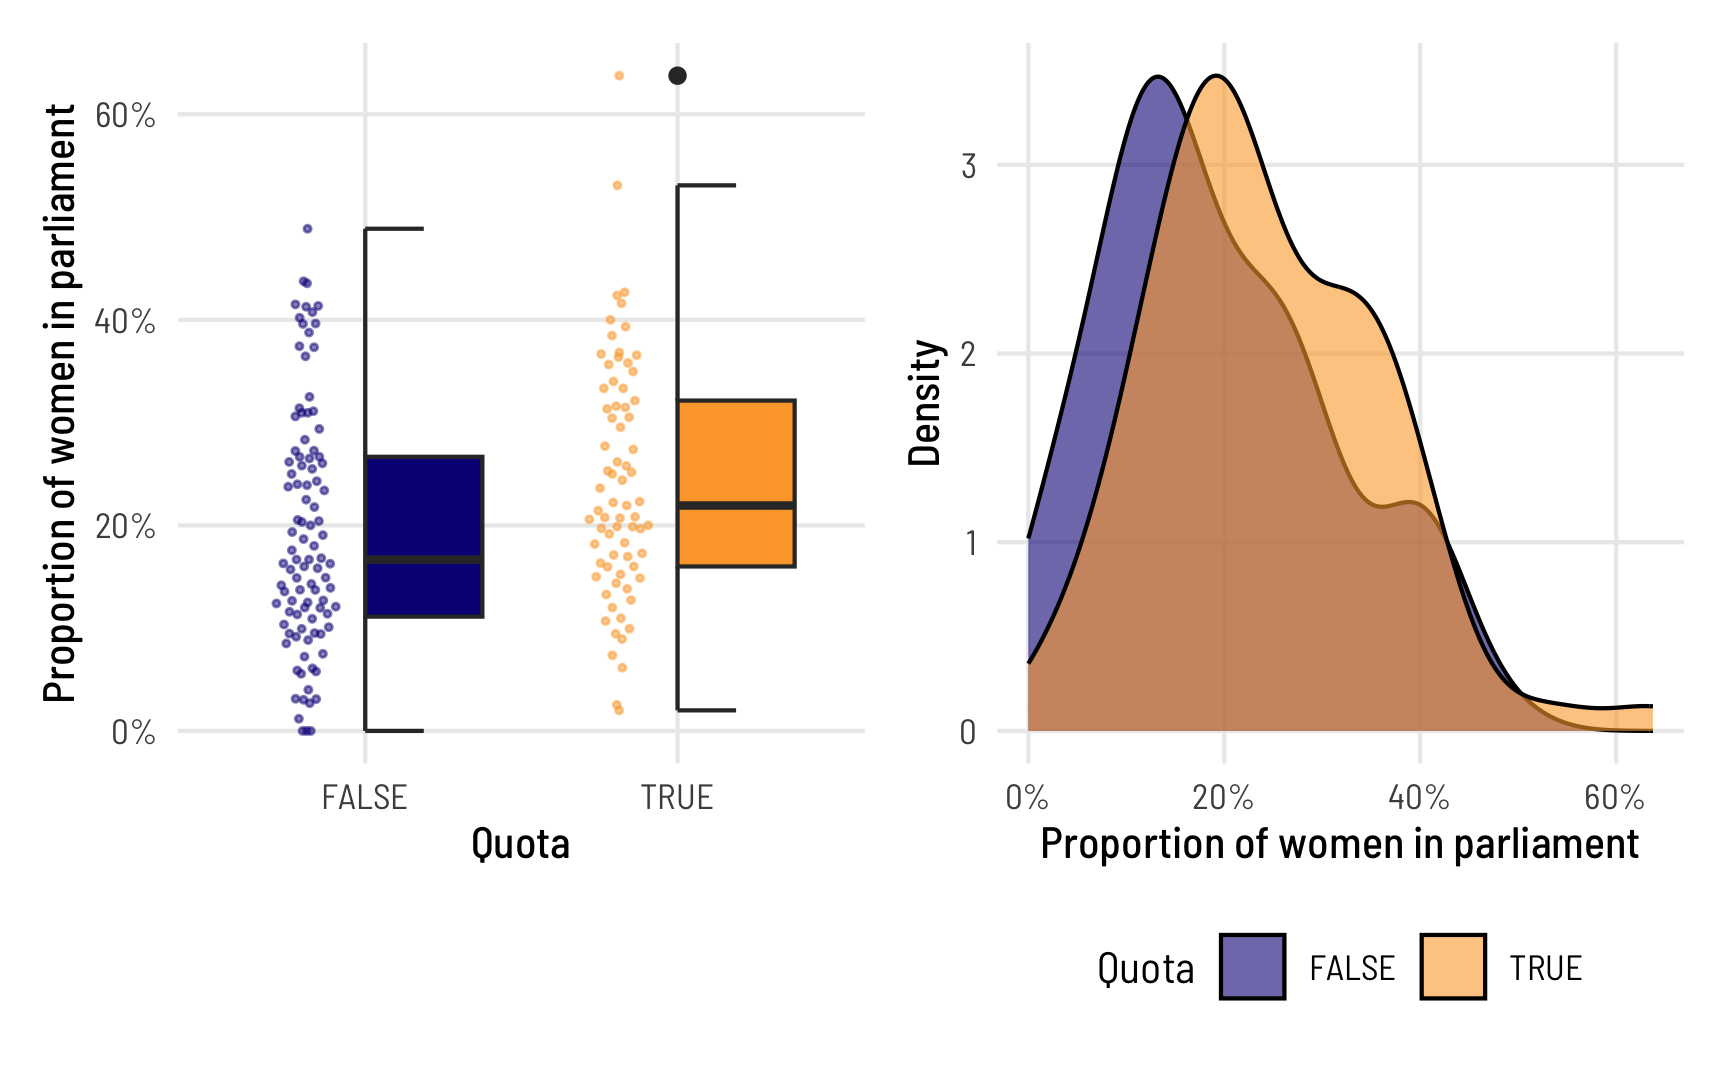 Proportion of women in parliament
60%
40%
20%
0%
FALSE
TRUE
Quota
Density
3
2
1
0
0%
20%
40%
60%
Proportion of women in parliament
Quota
FALSE
TRUE